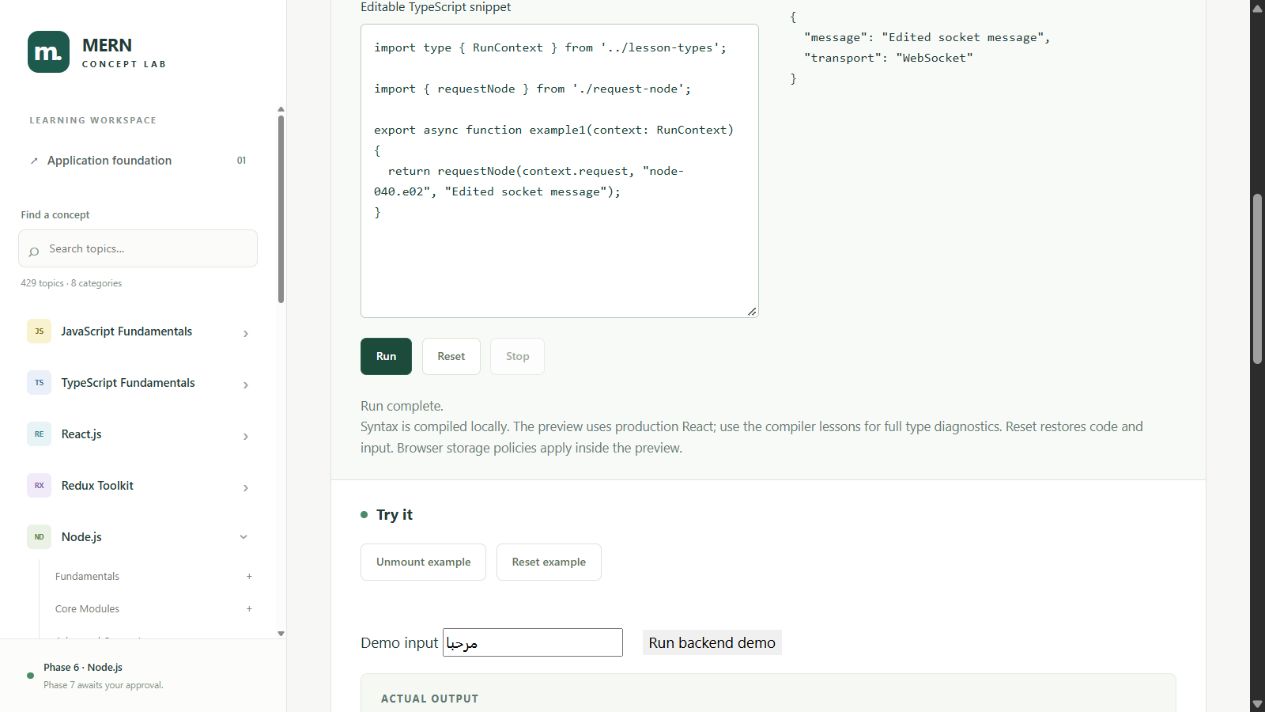 m.
MERN
CONCEPT LAB
LEARNING WORKSPACE
Application foundation 01
Find a concept
Search topics...
429 topics · 8 categories
JS JavaScript Fundamentals
TS TypeScript Fundamentals
RE React.js
RX Redux Toolkit
ND Node.js
Fundamentals +
Core Modules +
Phase 6 · Node.js
Phase 7 awaits your approval.
Editable TypeScript snippet
import type { RunContext } from '../lesson-types';
import { requestNode } from './request-node';
export async function example1(context: RunContext)
{
return requestNode(context.request, "node-
040.e02", "Edited socket message");
}
{
"message": "Edited socket message",
"transport": "WebSocket"
}
Run Reset Stop
Run complete.
Syntax is compiled locally. The preview uses production React; use the compiler lessons for full type diagnostics. Reset restores code and
input. Browser storage policies apply inside the preview.
Try it
Unmount example Reset example
Demo input مرحبا Run backend demo
ACTUAL OUTPUT